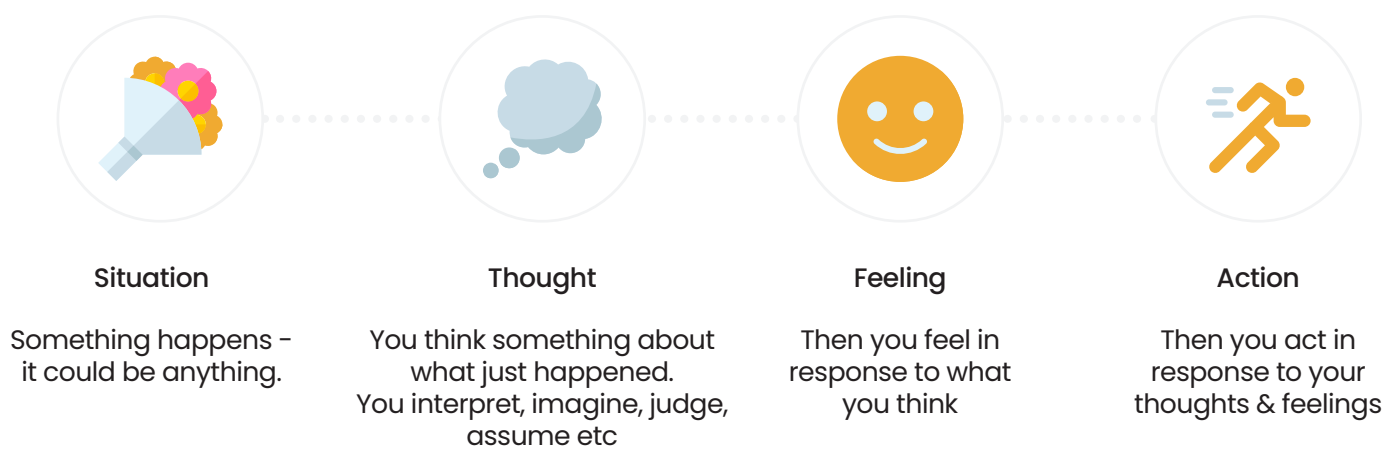 Situation
Something happens -
it could be anything.
Thought
You think something about
what just happened.
You interpret, imagine, judge,
assume etc
Feeling
Then you feel in
response to what
you think
Action
Then you act in
response to your
thoughts & feelings